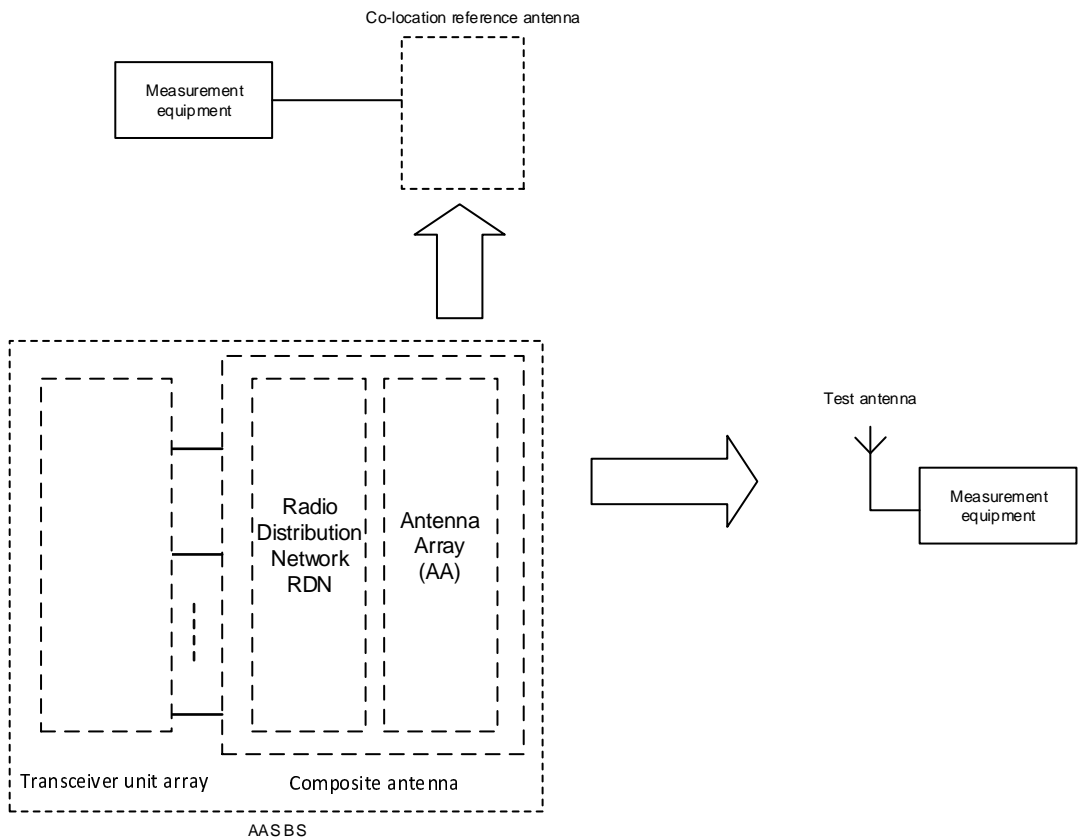 Co-location reference antenna
Measurement
equipment
Test antenna
Measurement
equipment
Radio
Distribution
Network
RDN
Antenna
Array
(AA)
Transceiver unit array
Composite antenna
AAS BS